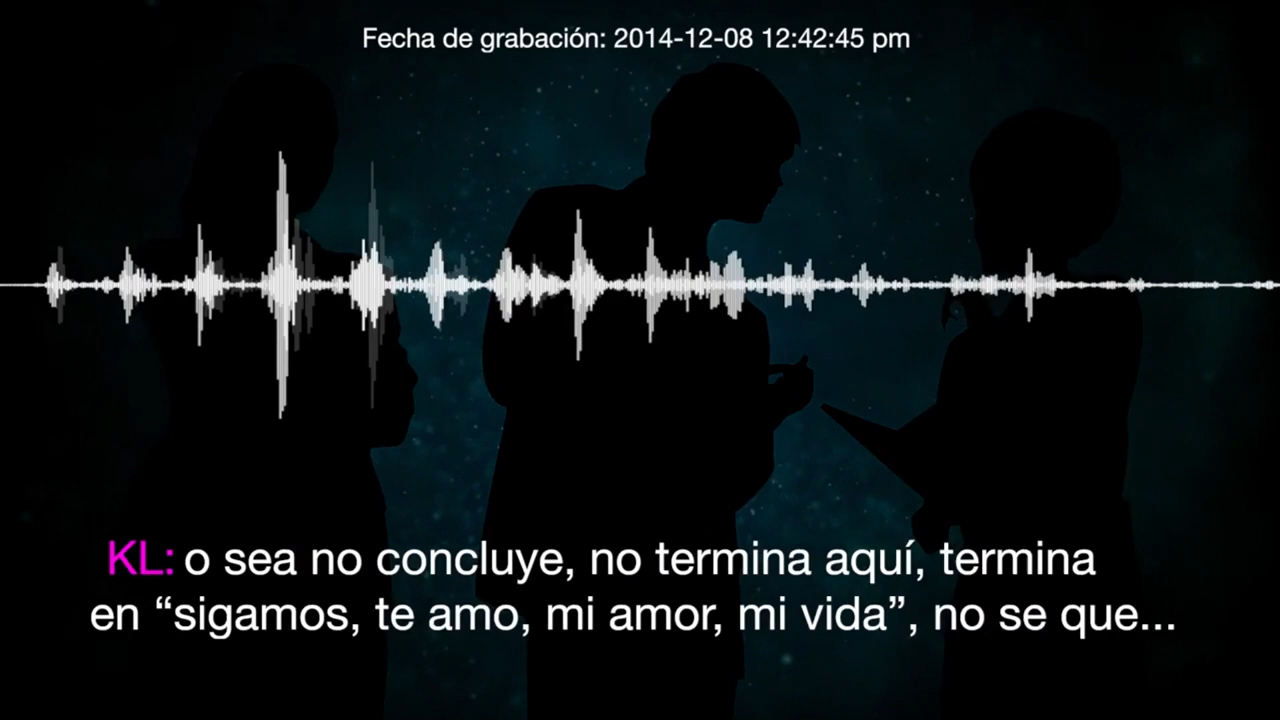 Fecha de grabación: 2014-12-08 12:42:45 pm
KL: o sea no concluye, no termina aquí, termina
en “sigamos, te amo, mi amor, mi vida”, no se que...